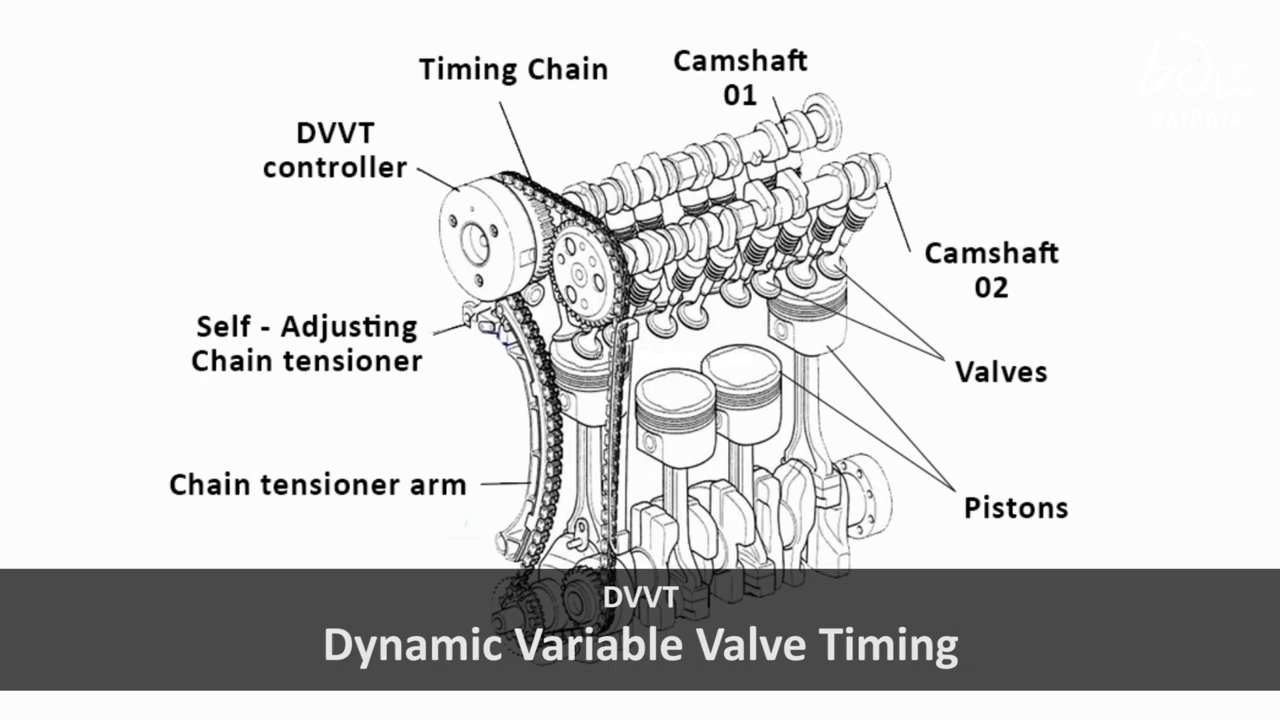 Timing Chain
Camshaft
01
DVVT
controller
Camshaft
02
Self - Adjusting
Chain tensioner
Valves
Chain tensioner arm
Pistons
DVVT
Dynamic Variable Valve Timing